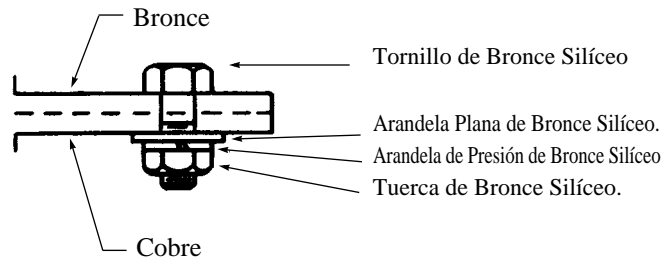 Bronce
Tornillo de Bronce Silíceo
Arandela Plana de Bronce Silíceo.
Arandela de Presión de Bronce Silíceo
Tuerca de Bronce Silíceo.
Cobre